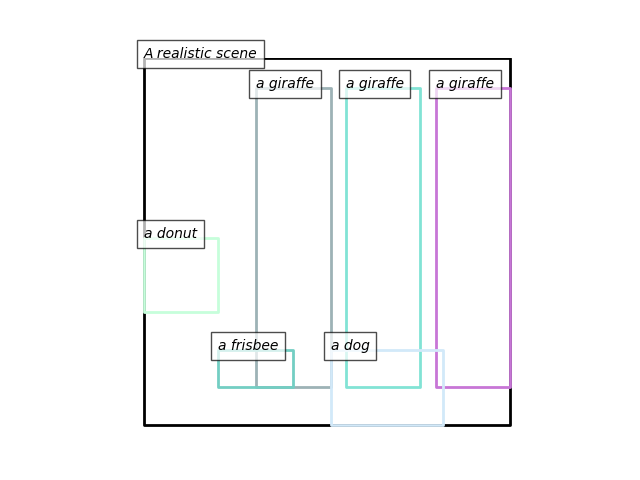 A realistic scene
a giraffe
a giraffe
a giraffe
a donut
a frisbee
a dog